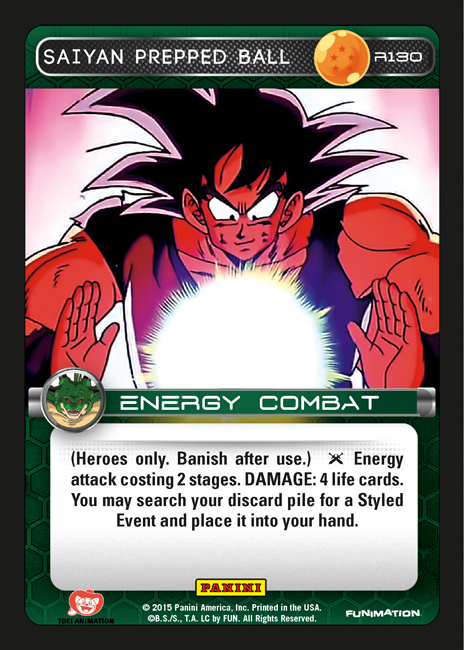 SAIYAN PREPPED BALL R130
ENERGY COMBAT
(Heroes only. Banish after use.) Energy
attack costing 2 stages. DAMAGE: 4 life cards.
You may search your discard pile for a Styled
Event and place it into your hand.
PANINI
© 2015 Panini America, Inc. Printed in the USA.
©B.S./S., T.A. LC by FUN. All Rights Reserved.
TOEI ANIMATION
FUNIMATION